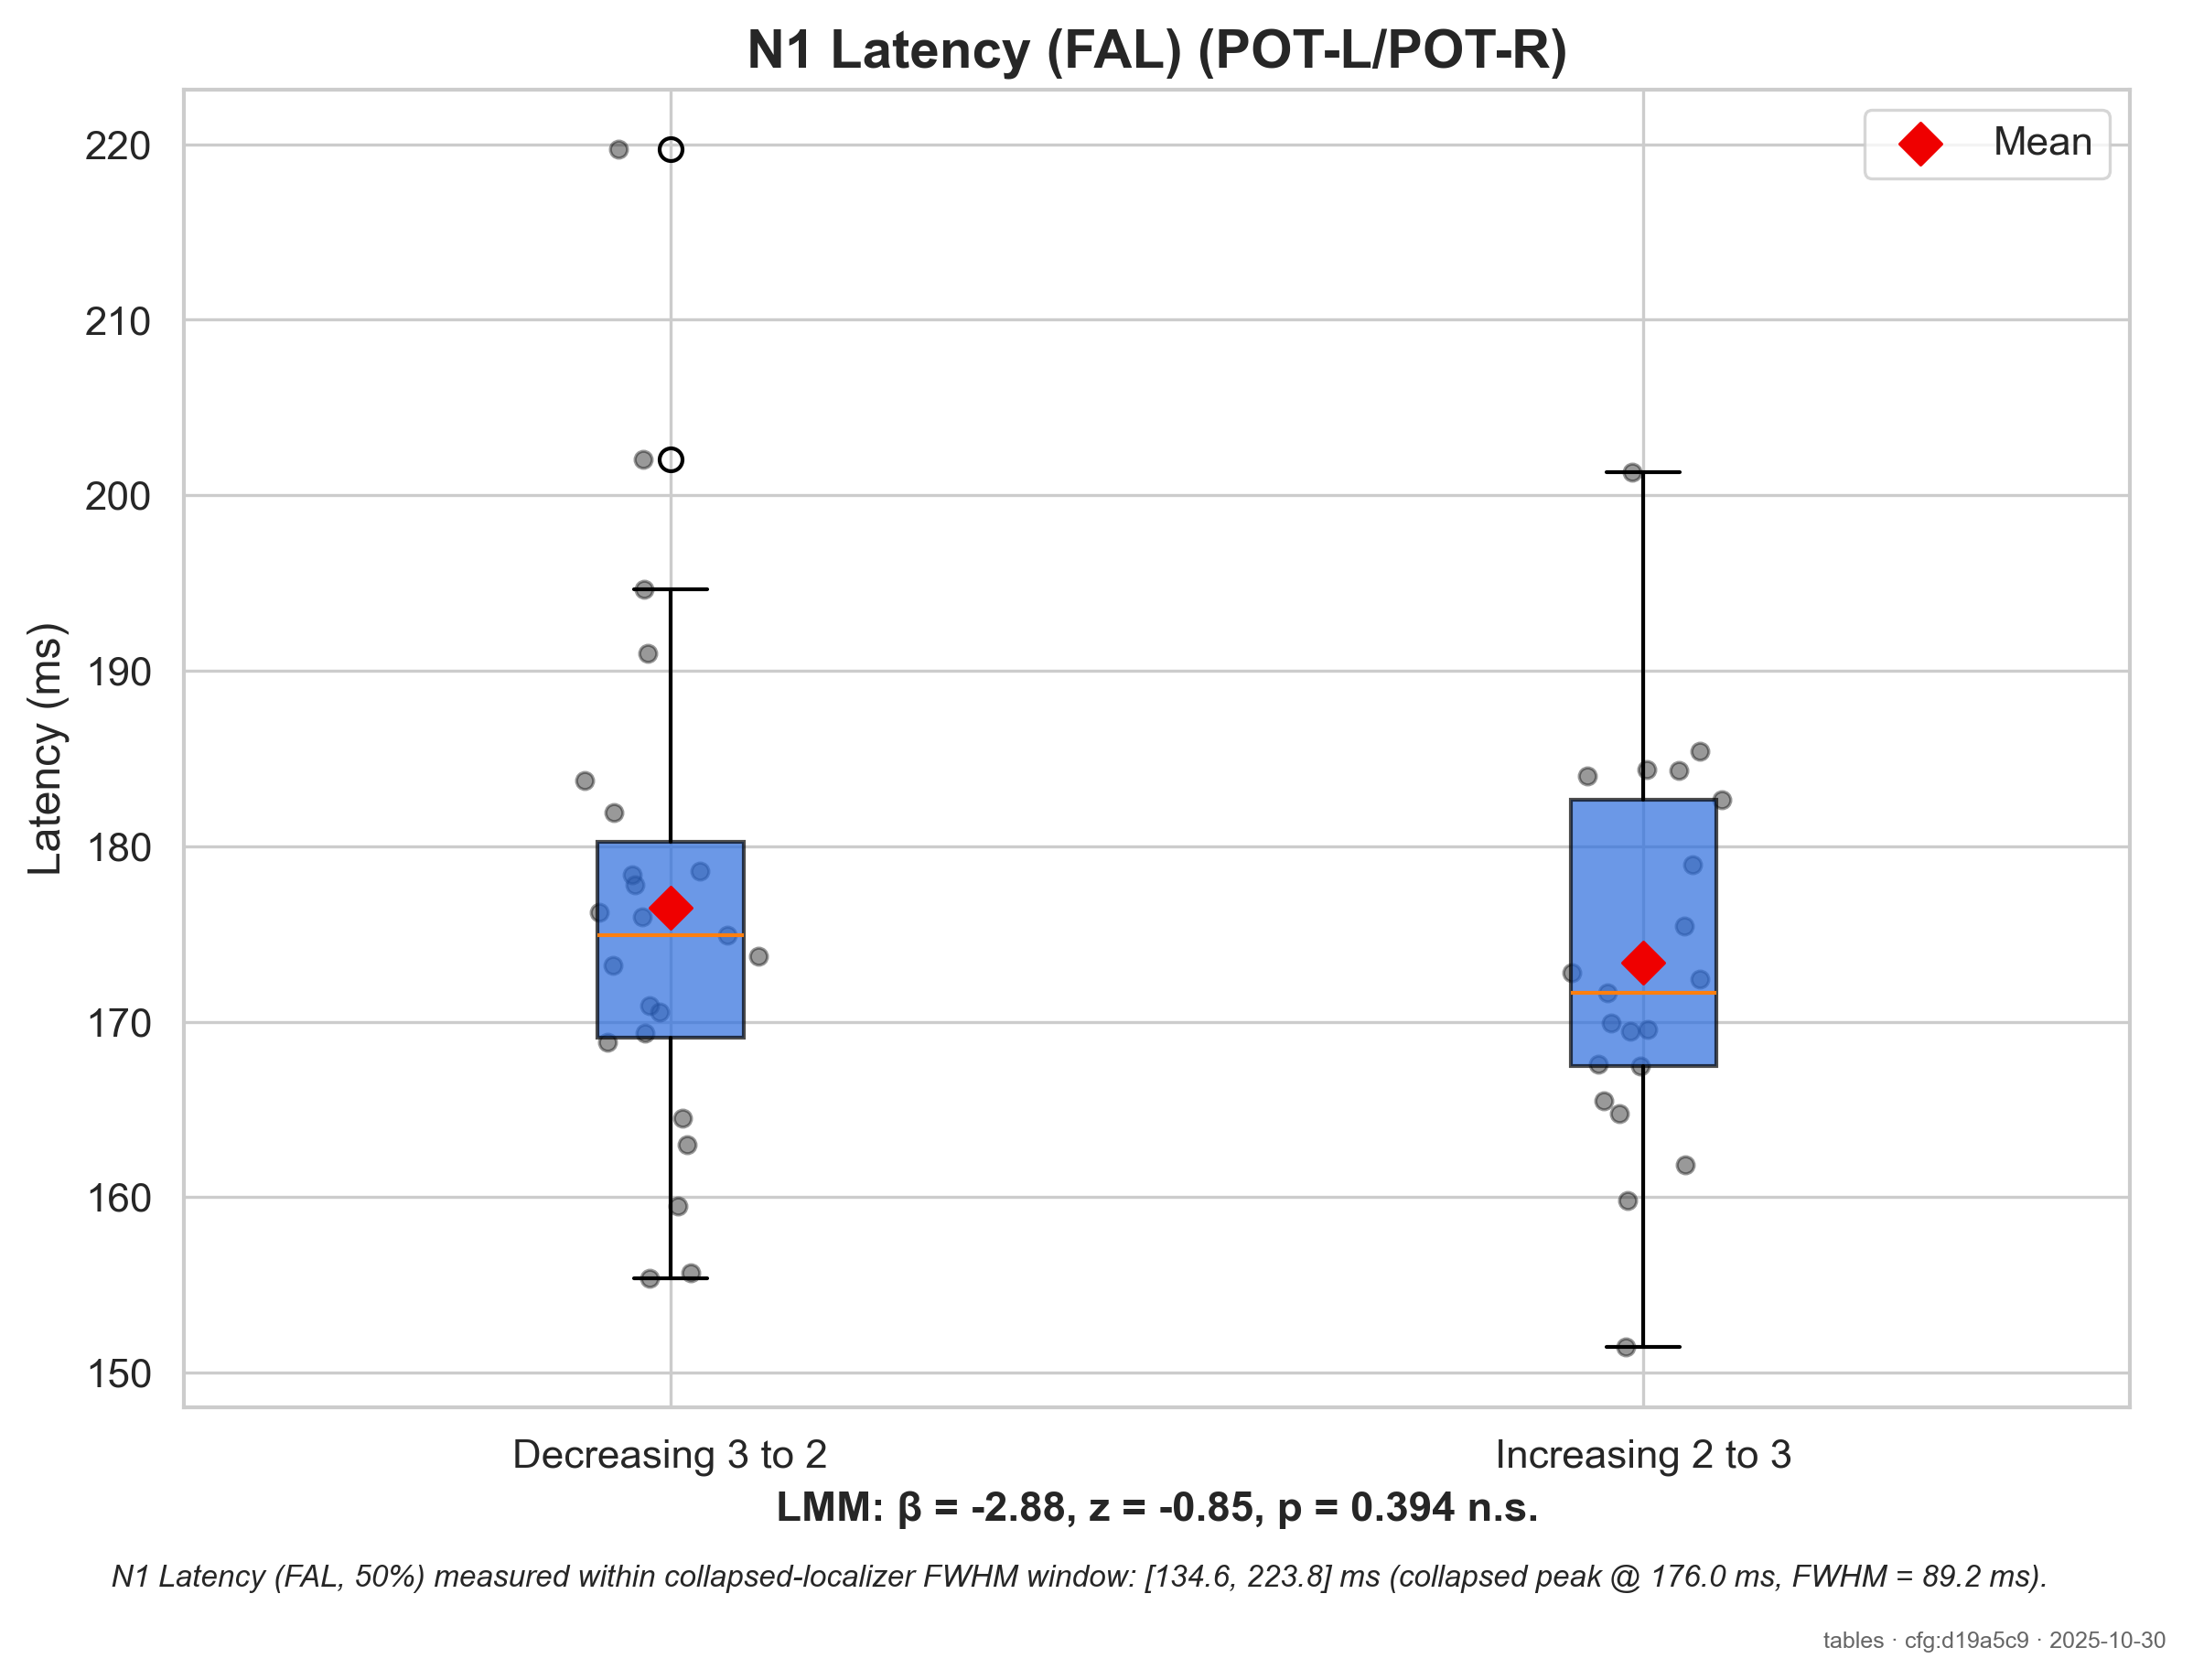 N1 Latency (FAL) (POT-L/POT-R)
Mean
220
210
200
190
180
170
160
150
Latency (ms)
Decreasing 3 to 2
Increasing 2 to 3
LMM: β = -2.88, z = -0.85, p = 0.394 n.s.
N1 Latency (FAL, 50%) measured within collapsed-localizer FWHM window: [134.6, 223.8] ms (collapsed peak @ 176.0 ms, FWHM = 89.2 ms).
tables · cfg:d19a5c9 · 2025-10-30